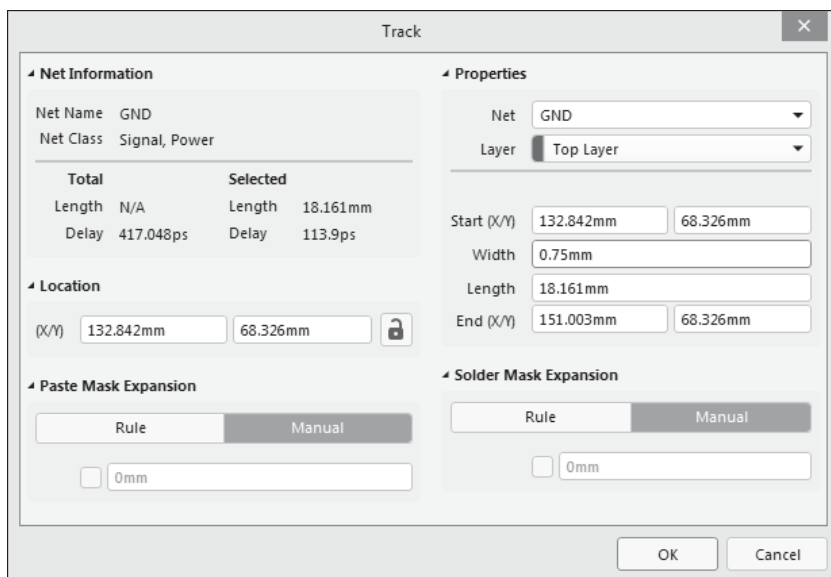 Track
Net Information
Net Name GND
Net Class Signal, Power
Total Selected
Length N/A Length 18.161mm
Delay 417.048ps Delay 113.9ps
Location
(X/Y) 132.842mm 68.326mm
Paste Mask Expansion
Rule Manual
0mm
Properties
Net GND
Layer Top Layer
Start (X/Y) 132.842mm 68.326mm
Width 0.75mm
Length 18.161mm
End (X/Y) 151.003mm 68.326mm
Solder Mask Expansion
Rule Manual
0mm
OK Cancel